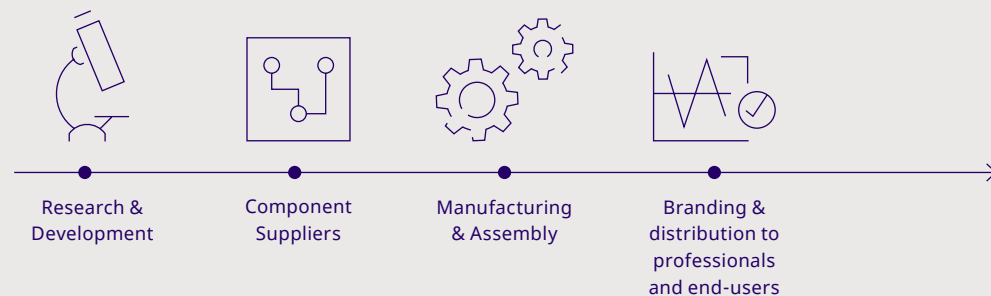 Research &
Development
Component
Suppliers
Manufacturing
& Assembly
Branding &
distribution to
professionals
and end-users